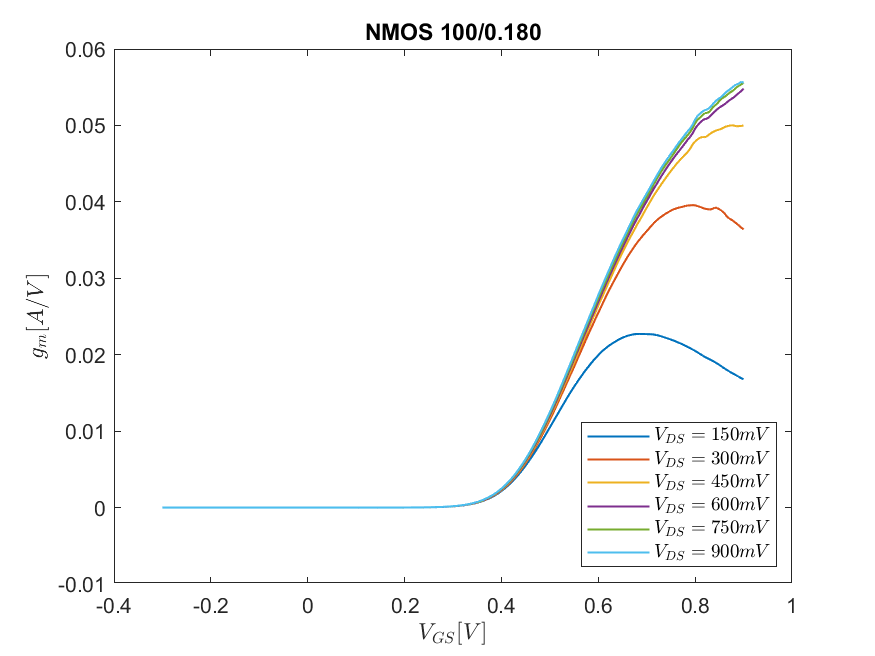 NMOS 100/0.180
0.06
0.05
0.04
0.03
0.02
0.01
0
-0.01
g_m[A/V]
V_DS = 150mV
V_DS = 300mV
V_DS = 450mV
V_DS = 600mV
V_DS = 750mV
V_DS = 900mV
-0.4 -0.2 0 0.2 0.4 0.6 0.8 1
V_GS[V]